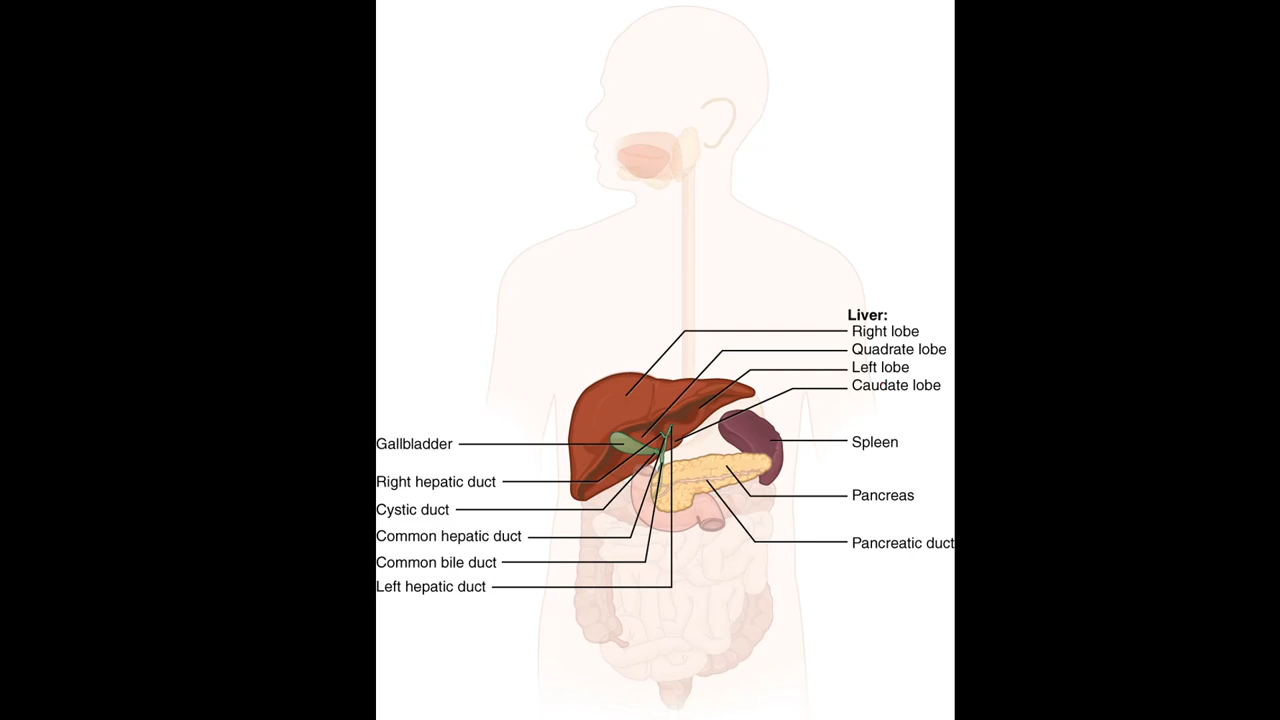 Liver:
Right lobe
Quadrate lobe
Left lobe
Caudate lobe
Gallbladder
Spleen
Right hepatic duct
Pancreas
Cystic duct
Common hepatic duct
Pancreatic duct
Common bile duct
Left hepatic duct